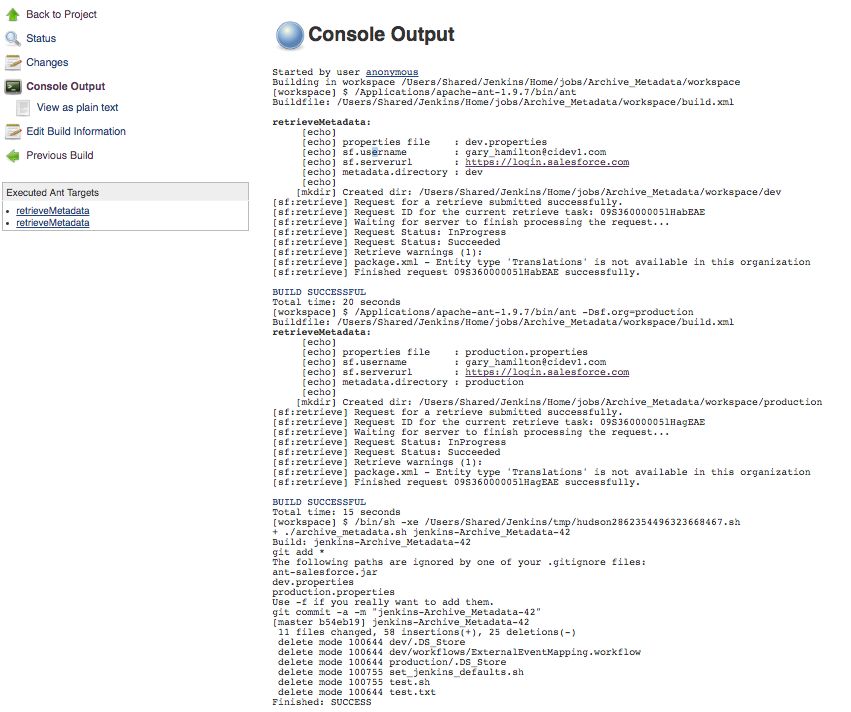 Back to Project
Status
Changes
Console Output
View as plain text
Edit Build Information
Previous Build
Executed Ant Targets
• retrieveMetadata
• retrieveMetadata
Console Output
Started by user anonymous
Building in workspace /Users/Shared/Jenkins/Home/jobs/Archive_Metadata/workspace
[workspace] $ /Applications/apache-ant-1.9.7/bin/ant
Buildfile: /Users/Shared/Jenkins/Home/jobs/Archive_Metadata/workspace/build.xml
retrieveMetadata:
[echo]
[echo] properties file    : dev.properties
[echo] sf.username        : gary_hamilton@cidev1.com
[echo] sf.serverurl       : https://login.salesforce.com
[echo] metadata.directory : dev
[echo]
[mkdir] Created dir: /Users/Shared/Jenkins/Home/jobs/Archive_Metadata/workspace/dev
[sf:retrieve] Request for a retrieve submitted successfully.
[sf:retrieve] Request ID for the current retrieve task: 09S36000005lHabEAE
[sf:retrieve] Waiting for server to finish processing the request...
[sf:retrieve] Request Status: InProgress
[sf:retrieve] Request Status: Succeeded
[sf:retrieve] Retrieve warnings (1):
[sf:retrieve] package.xml - Entity type 'Translations' is not available in this organization
[sf:retrieve] Finished request 09S36000005lHabEAE successfully.
BUILD SUCCESSFUL
Total time: 20 seconds
[workspace] $ /Applications/apache-ant-1.9.7/bin/ant -Dsf.org=production
Buildfile: /Users/Shared/Jenkins/Home/jobs/Archive_Metadata/workspace/build.xml
retrieveMetadata:
[echo]
[echo] properties file    : production.properties
[echo] sf.username        : gary_hamilton@cidev1.com
[echo] sf.serverurl       : https://login.salesforce.com
[echo] metadata.directory : production
[echo]
[mkdir] Created dir: /Users/Shared/Jenkins/Home/jobs/Archive_Metadata/workspace/production
[sf:retrieve] Request for a retrieve submitted successfully.
[sf:retrieve] Request ID for the current retrieve task: 09S36000005lHagEAE
[sf:retrieve] Waiting for server to finish processing the request...
[sf:retrieve] Request Status: InProgress
[sf:retrieve] Request Status: Succeeded
[sf:retrieve] Retrieve warnings (1):
[sf:retrieve] package.xml - Entity type 'Translations' is not available in this organization
[sf:retrieve] Finished request 09S36000005lHagEAE successfully.
BUILD SUCCESSFUL
Total time: 15 seconds
[workspace] $ /bin/sh -xe /Users/Shared/Jenkins/tmp/hudson2862354496323668467.sh
+ ./archive_metadata.sh jenkins-Archive_Metadata-42
Build: jenkins-Archive_Metadata-42
git add *
The following paths are ignored by one of your .gitignore files:
ant-salesforce.jar
dev.properties
production.properties
Use -f if you really want to add them.
git commit -a -m "jenkins-Archive_Metadata-42"
[master b54eb19] jenkins-Archive_Metadata-42
11 files changed, 58 insertions(+), 25 deletions(-)
delete mode 100644 dev/.DS_Store
delete mode 100644 dev/workflows/ExternalEventMapping.workflow
delete mode 100644 production/.DS_Store
delete mode 100755 set_jenkins_defaults.sh
delete mode 100755 test.sh
delete mode 100644 test.txt
Finished: SUCCESS